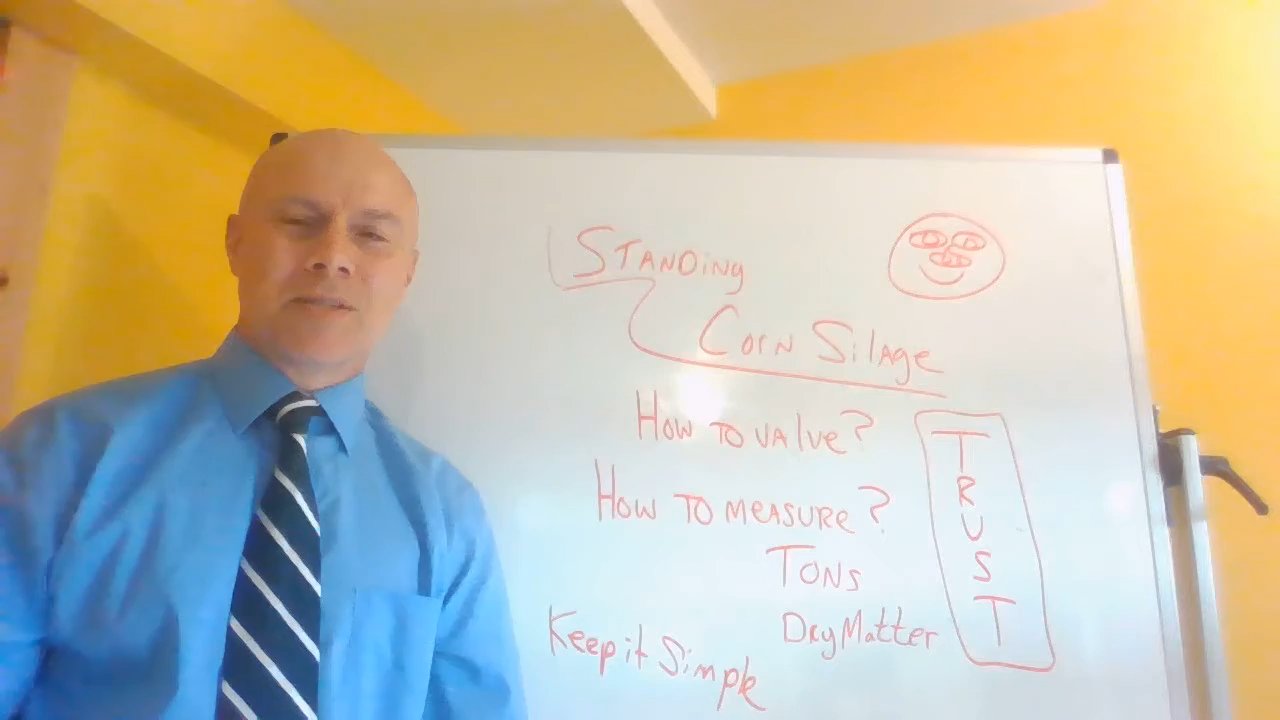 STANDing
Corn Silage
How To value?
How To MEASURE?
Tons
Dry Matter
Keep it Simple
TRUST